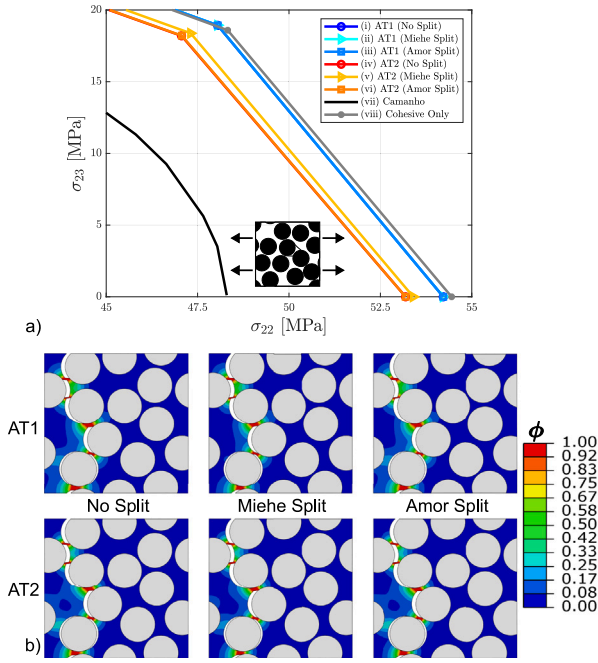 20
15
10
5
0
σ₂₃ [MPa]
45
47.5
50
52.5
55
σ₂₂ [MPa]
(i) AT1 (No Split)
(ii) AT1 (Miehe Split)
(iii) AT1 (Amor Split)
(iv) AT2 (No Split)
(v) AT2 (Miehe Split)
(vi) AT2 (Amor Split)
(vii) Camanho
(viii) Cohesive Only
a)
AT1
No Split
Miehe Split
Amor Split
AT2
b)
ϕ
1.00
0.92
0.83
0.75
0.67
0.58
0.50
0.42
0.33
0.25
0.17
0.08
0.00